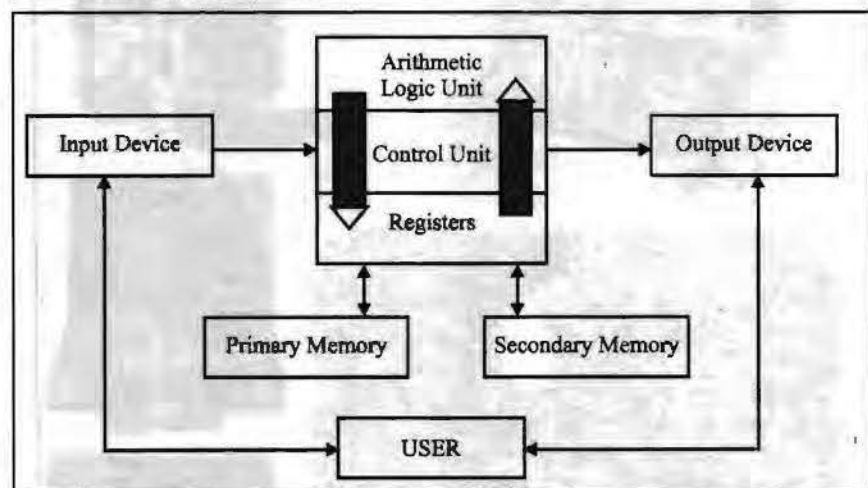 Arithmetic
Logic Unit
Input Device
Control Unit
Output Device
Registers
Primary Memory
Secondary Memory
USER